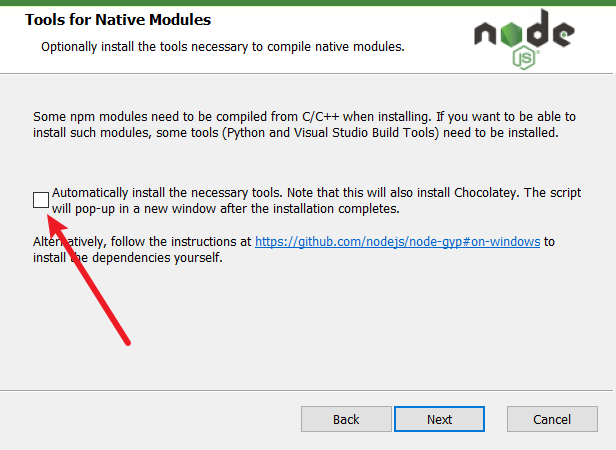 Tools for Native Modules
Optionally install the tools necessary to compile native modules.
node
JS
Some npm modules need to be compiled from C/C++ when installing. If you want to be able to
install such modules, some tools (Python and Visual Studio Build Tools) need to be installed.
Automatically install the necessary tools. Note that this will also install Chocolatey. The script
will pop-up in a new window after the installation completes.
Alternatively, follow the instructions at https://github.com/nodejs/node-gyp#on-windows to
install the dependencies yourself.
Back
Next
Cancel